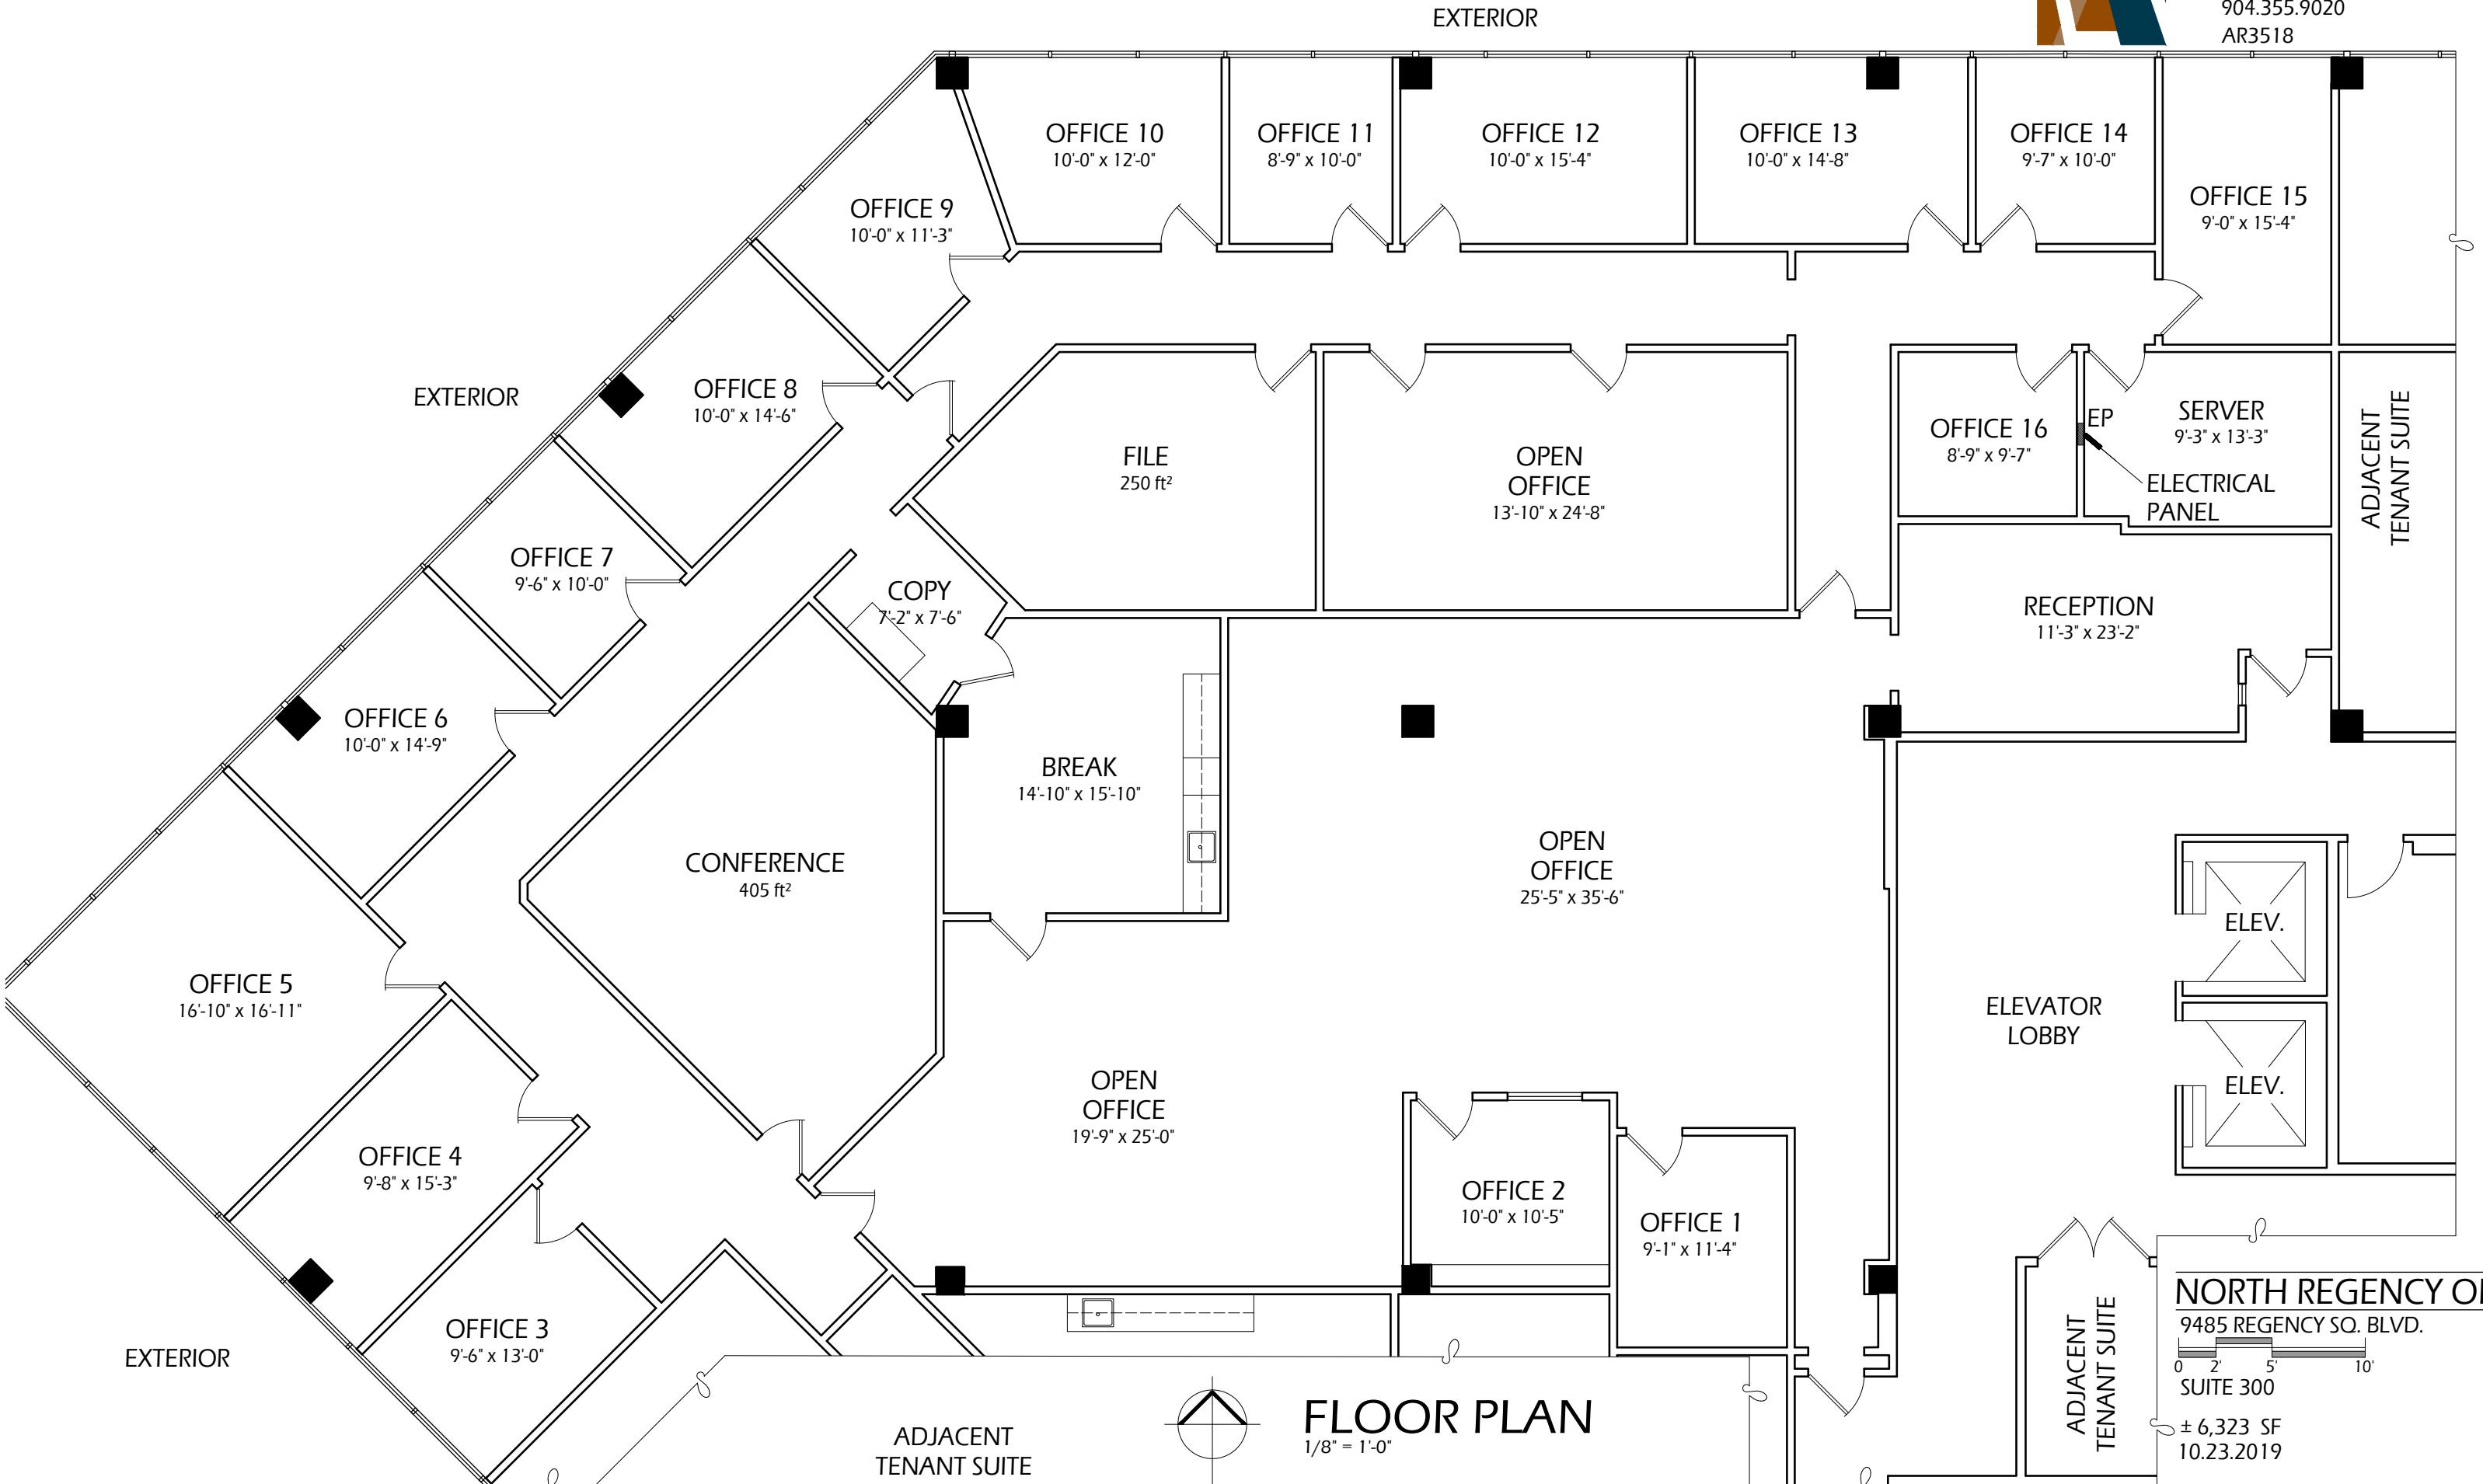 EXTERIOR
904.355.9020
AR3518
OFFICE 10
10'-0" x 12'-0"
OFFICE 11
8'-9" x 10'-0"
OFFICE 12
10'-0" x 15'-4"
OFFICE 13
10'-0" x 14'-8"
OFFICE 14
9'-7" x 10'-0"
OFFICE 15
9'-0" x 15'-4"
OFFICE 9
10'-0" x 11'-3"
EXTERIOR
OFFICE 8
10'-0" x 14'-6"
FILE
250 ft²
OPEN
OFFICE
13'-10" x 24'-8"
OFFICE 16
8'-9" x 9'-7"
EP
SERVER
9'-3" x 13'-3"
ELECTRICAL
PANEL
ADJACENT
TENANT SUITE
OFFICE 7
9'-6" x 10'-0"
COPY
7'-2" x 7'-6"
RECEPTION
11'-3" x 23'-2"
OFFICE 6
10'-0" x 14'-9"
BREAK
14'-10" x 15'-10"
CONFERENCE
405 ft²
OPEN
OFFICE
25'-5" x 35'-6"
ELEV.
OFFICE 5
16'-10" x 16'-11"
ELEVATOR
LOBBY
ELEV.
OPEN
OFFICE
19'-9" x 25'-0"
OFFICE 4
9'-8" x 15'-3"
OFFICE 2
10'-0" x 10'-5"
OFFICE 1
9'-1" x 11'-4"
OFFICE 3
9'-6" x 13'-0"
EXTERIOR
ADJACENT
TENANT SUITE
FLOOR PLAN
1/8" = 1'-0"
ADJACENT
TENANT SUITE
NORTH REGENCY
9485 REGENCY SQ. BLVD.
0 2' 5' 10'
SUITE 300
± 6,323 SF
10.23.2019